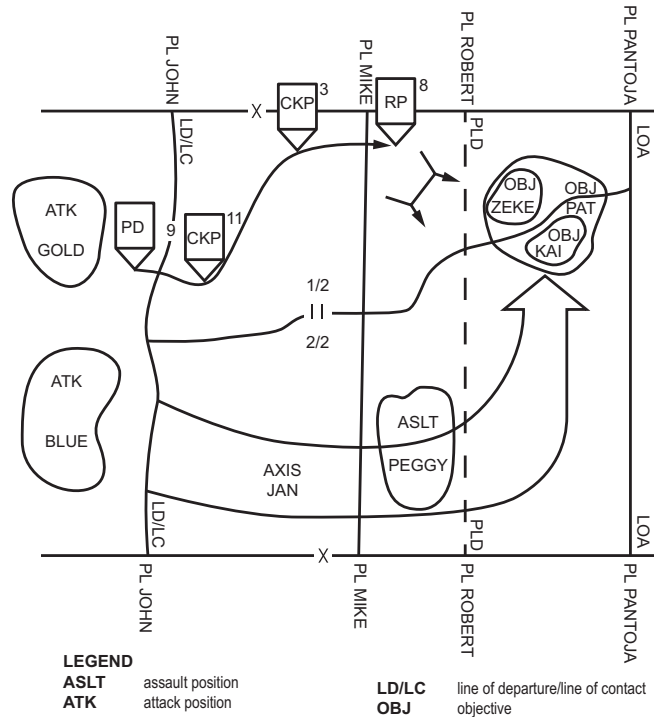 PL JOHN
PL MIKE
PL ROBERT
PL PANTOJA
X
CKP
3
RP
8
LD/LC
PLD
LOA
ATK
GOLD
PD
9
CKP
11
OBJ
ZEKE
OBJ
PAT
OBJ
KAI
1/2
I I
2/2
ATK
BLUE
ASLT
PEGGY
AXIS
JAN
LD/LC
PLD
LOA
X
PL JOHN
PL MIKE
PL ROBERT
PL PANTOJA
LEGEND
ASLT assault position
ATK attack position
LD/LC line of departure/line of contact
OBJ objective